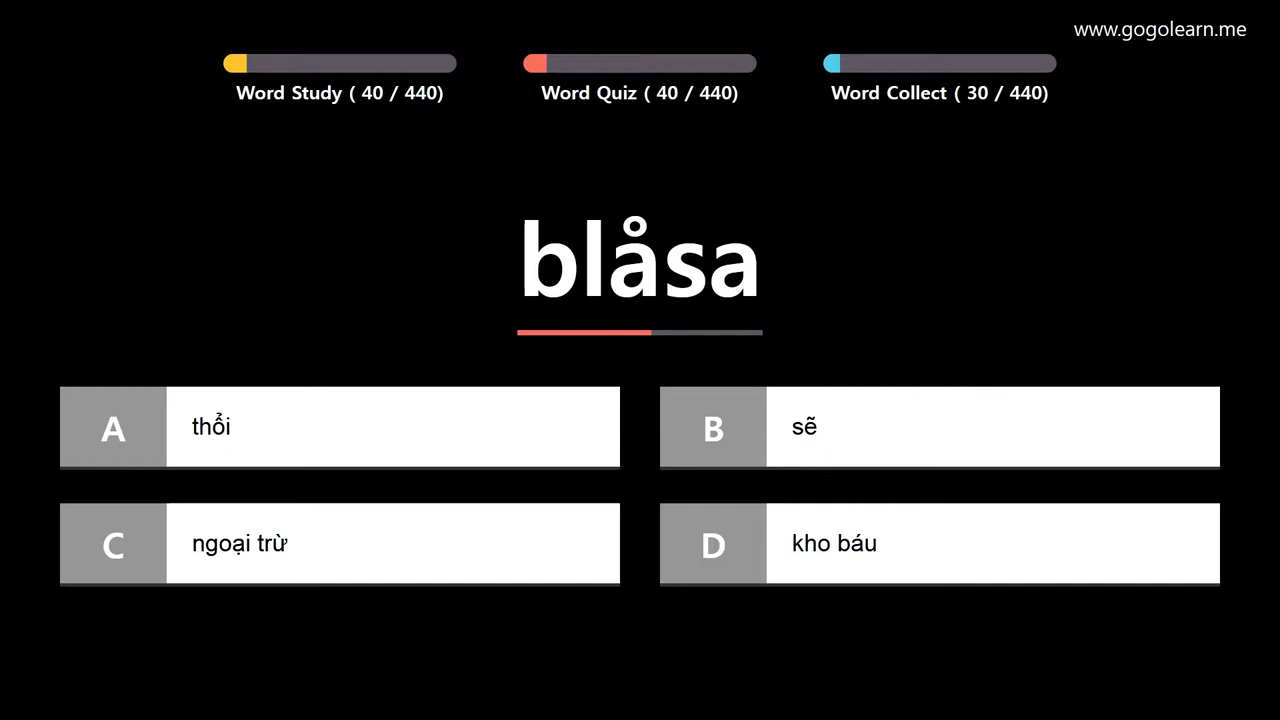 www.gogolearn.me
Word Study ( 40 / 440)
Word Quiz ( 40 / 440)
Word Collect ( 30 / 440)
blåsa
A
thổi
B
sẽ
C
ngoại trừ
D
kho báu